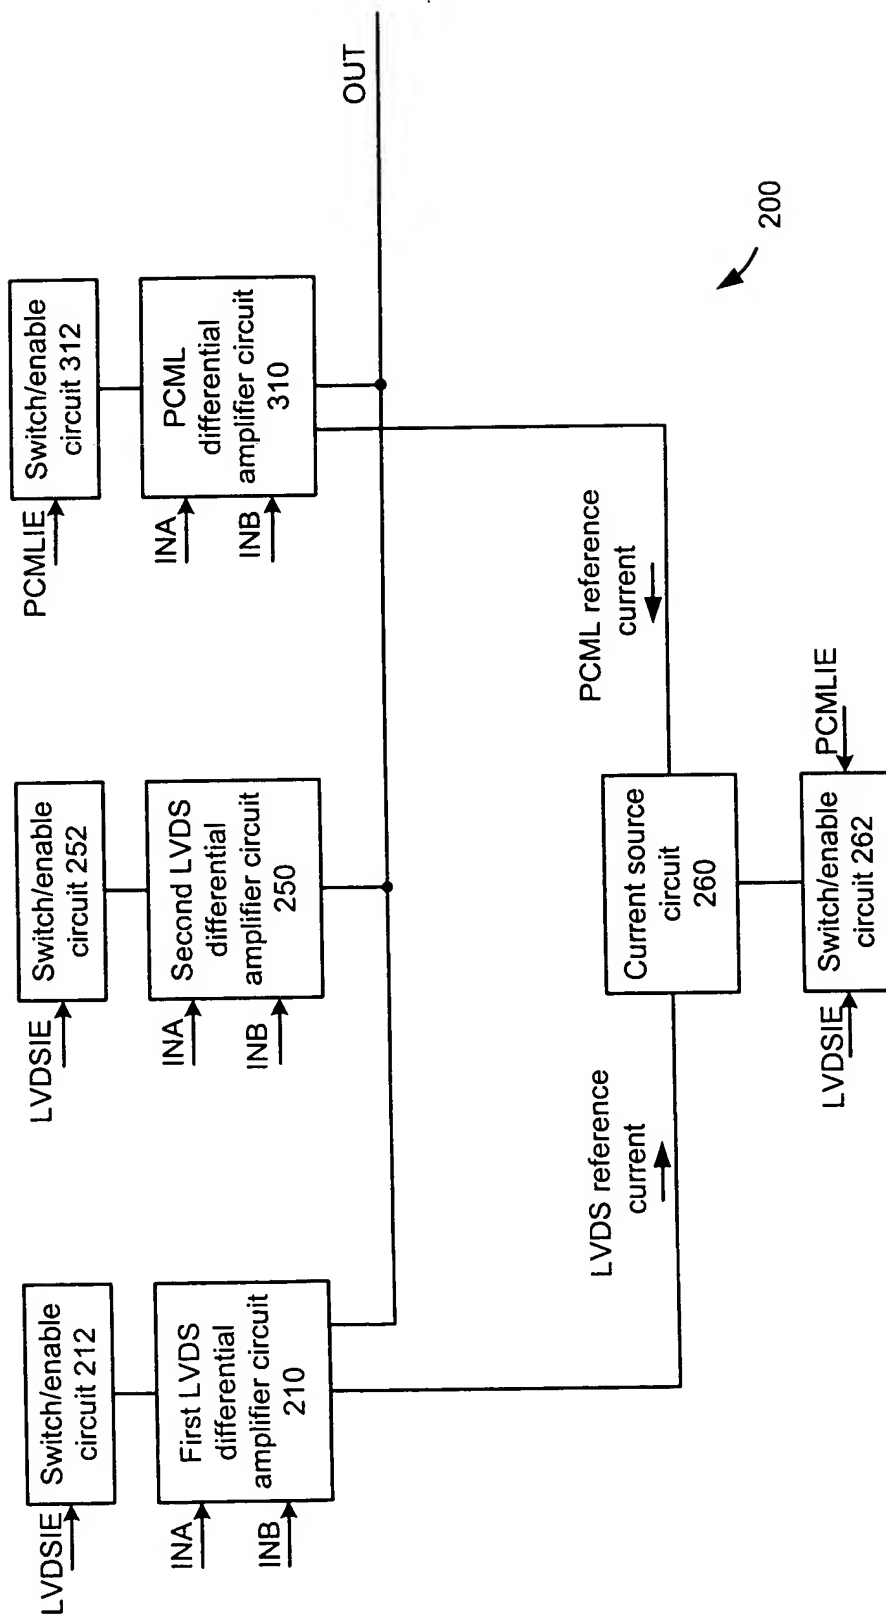 LVDSIE
Switch/enable
circuit 212
LVDSIE
Switch/enable
circuit 252
PCMLIE
Switch/enable
circuit 312
INA
INB
First LVDS
differential
amplifier circuit
210
INA
INB
Second LVDS
differential
amplifier circuit
250
INA
INB
PCML
differential
amplifier circuit
310
OUT
LVDS reference
current
PCML reference
current
Current source
circuit
260
LVDSIE
Switch/enable
circuit 262
PCMLIE
200